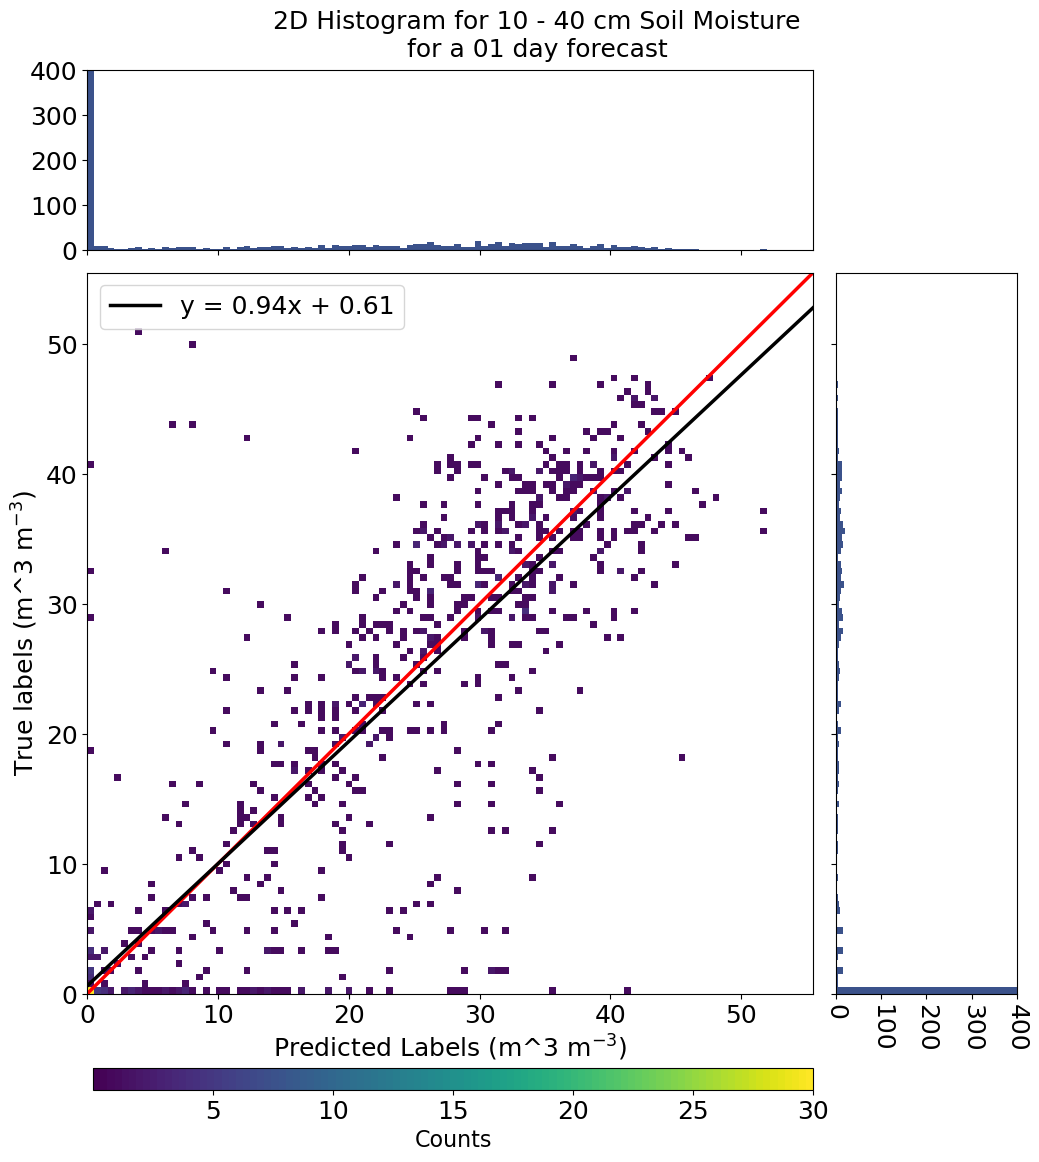 2D Histogram for 10 - 40 cm Soil Moisture
for a 01 day forecast
400
300
200
100
0
y = 0.94x + 0.61
50
40
30
20
10
0
True labels (m^3 m⁻³)
0 10 20 30 40 50
Predicted Labels (m^3 m⁻³)
0 100 200 300 400
5 10 15 20 25 30
Counts